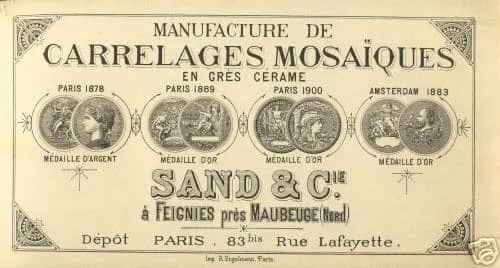 MANUFACTURE DE
CARRELAGES MOSAÏQUES
EN GRÈS CÉRAME
PARIS 1878 PARIS 1889 PARIS 1900 AMSTERDAM 1883
MÉDAILLE D'ARGENT MÉDAILLE D'OR MÉDAILLE D'OR MÉDAILLE D'OR
SAND & CIE
à FEIGNIES près MAUBEUGE (Nord)
Dépôt PARIS, 83bis Rue Lafayette.
Imp. R. Engelmann, Paris.